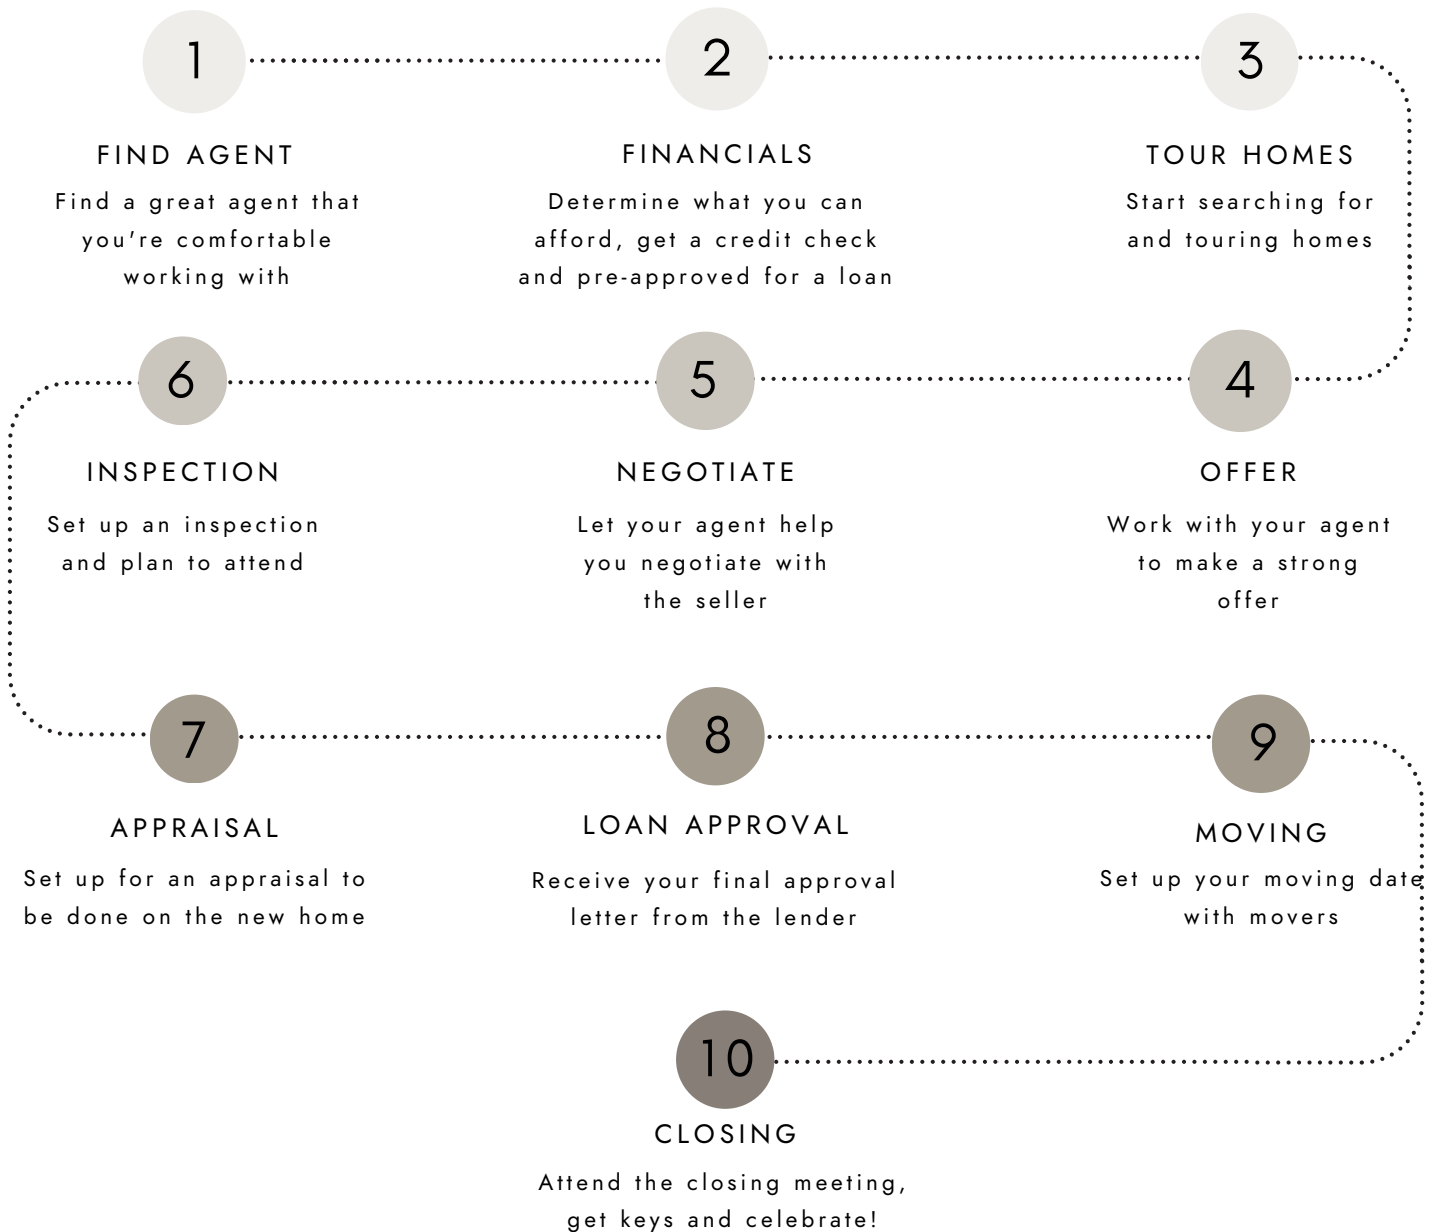 1
FIND AGENT
Find a great agent that
you're comfortable
working with
2
FINANCIALS
Determine what you can
afford, get a credit check
and pre-approved for a loan
3
TOUR HOMES
Start searching for
and touring homes
4
OFFER
Work with your agent
to make a strong
offer
5
NEGOTIATE
Let your agent help
you negotiate with
the seller
6
INSPECTION
Set up an inspection
and plan to attend
7
APPRAISAL
Set up for an appraisal to
be done on the new home
8
LOAN APPROVAL
Receive your final approval
letter from the lender
9
MOVING
Set up your moving date
with movers
10
CLOSING
Attend the closing meeting,
get keys and celebrate!